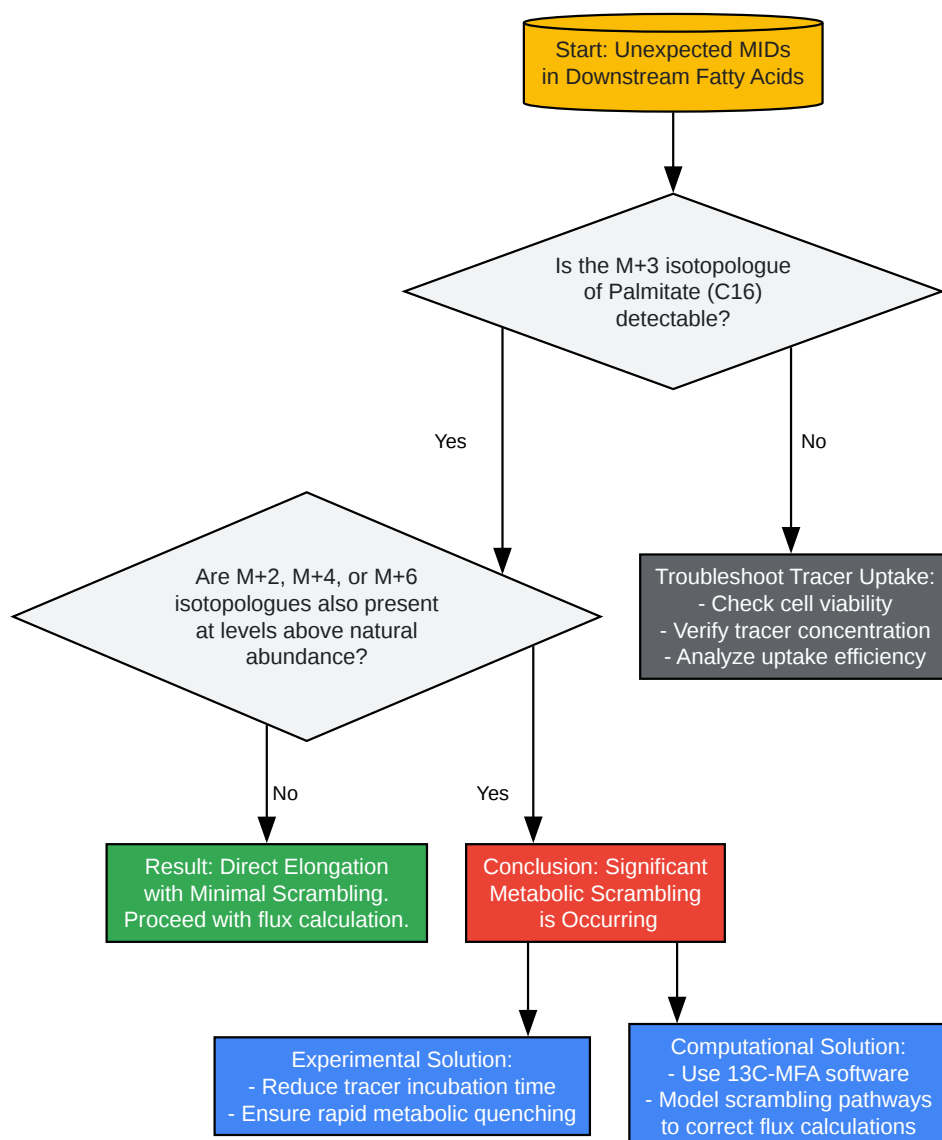 Start: Unexpected MIDs
in Downstream Fatty Acids
Is the M+3 isotopologue
of Palmitate (C16)
detectable?
Yes
No
Are M+2, M+4, or M+6
isotopologues also present
at levels above natural
abundance?
Troubleshoot Tracer Uptake:
- Check cell viability
- Verify tracer concentration
- Analyze uptake efficiency
No
Yes
Result: Direct Elongation
with Minimal Scrambling.
Proceed with flux calculation.
Conclusion: Significant
Metabolic Scrambling
is Occurring
Experimental Solution:
- Reduce tracer incubation time
- Ensure rapid metabolic quenching
Computational Solution:
- Use 13C-MFA software
- Model scrambling pathways
to correct flux calculations